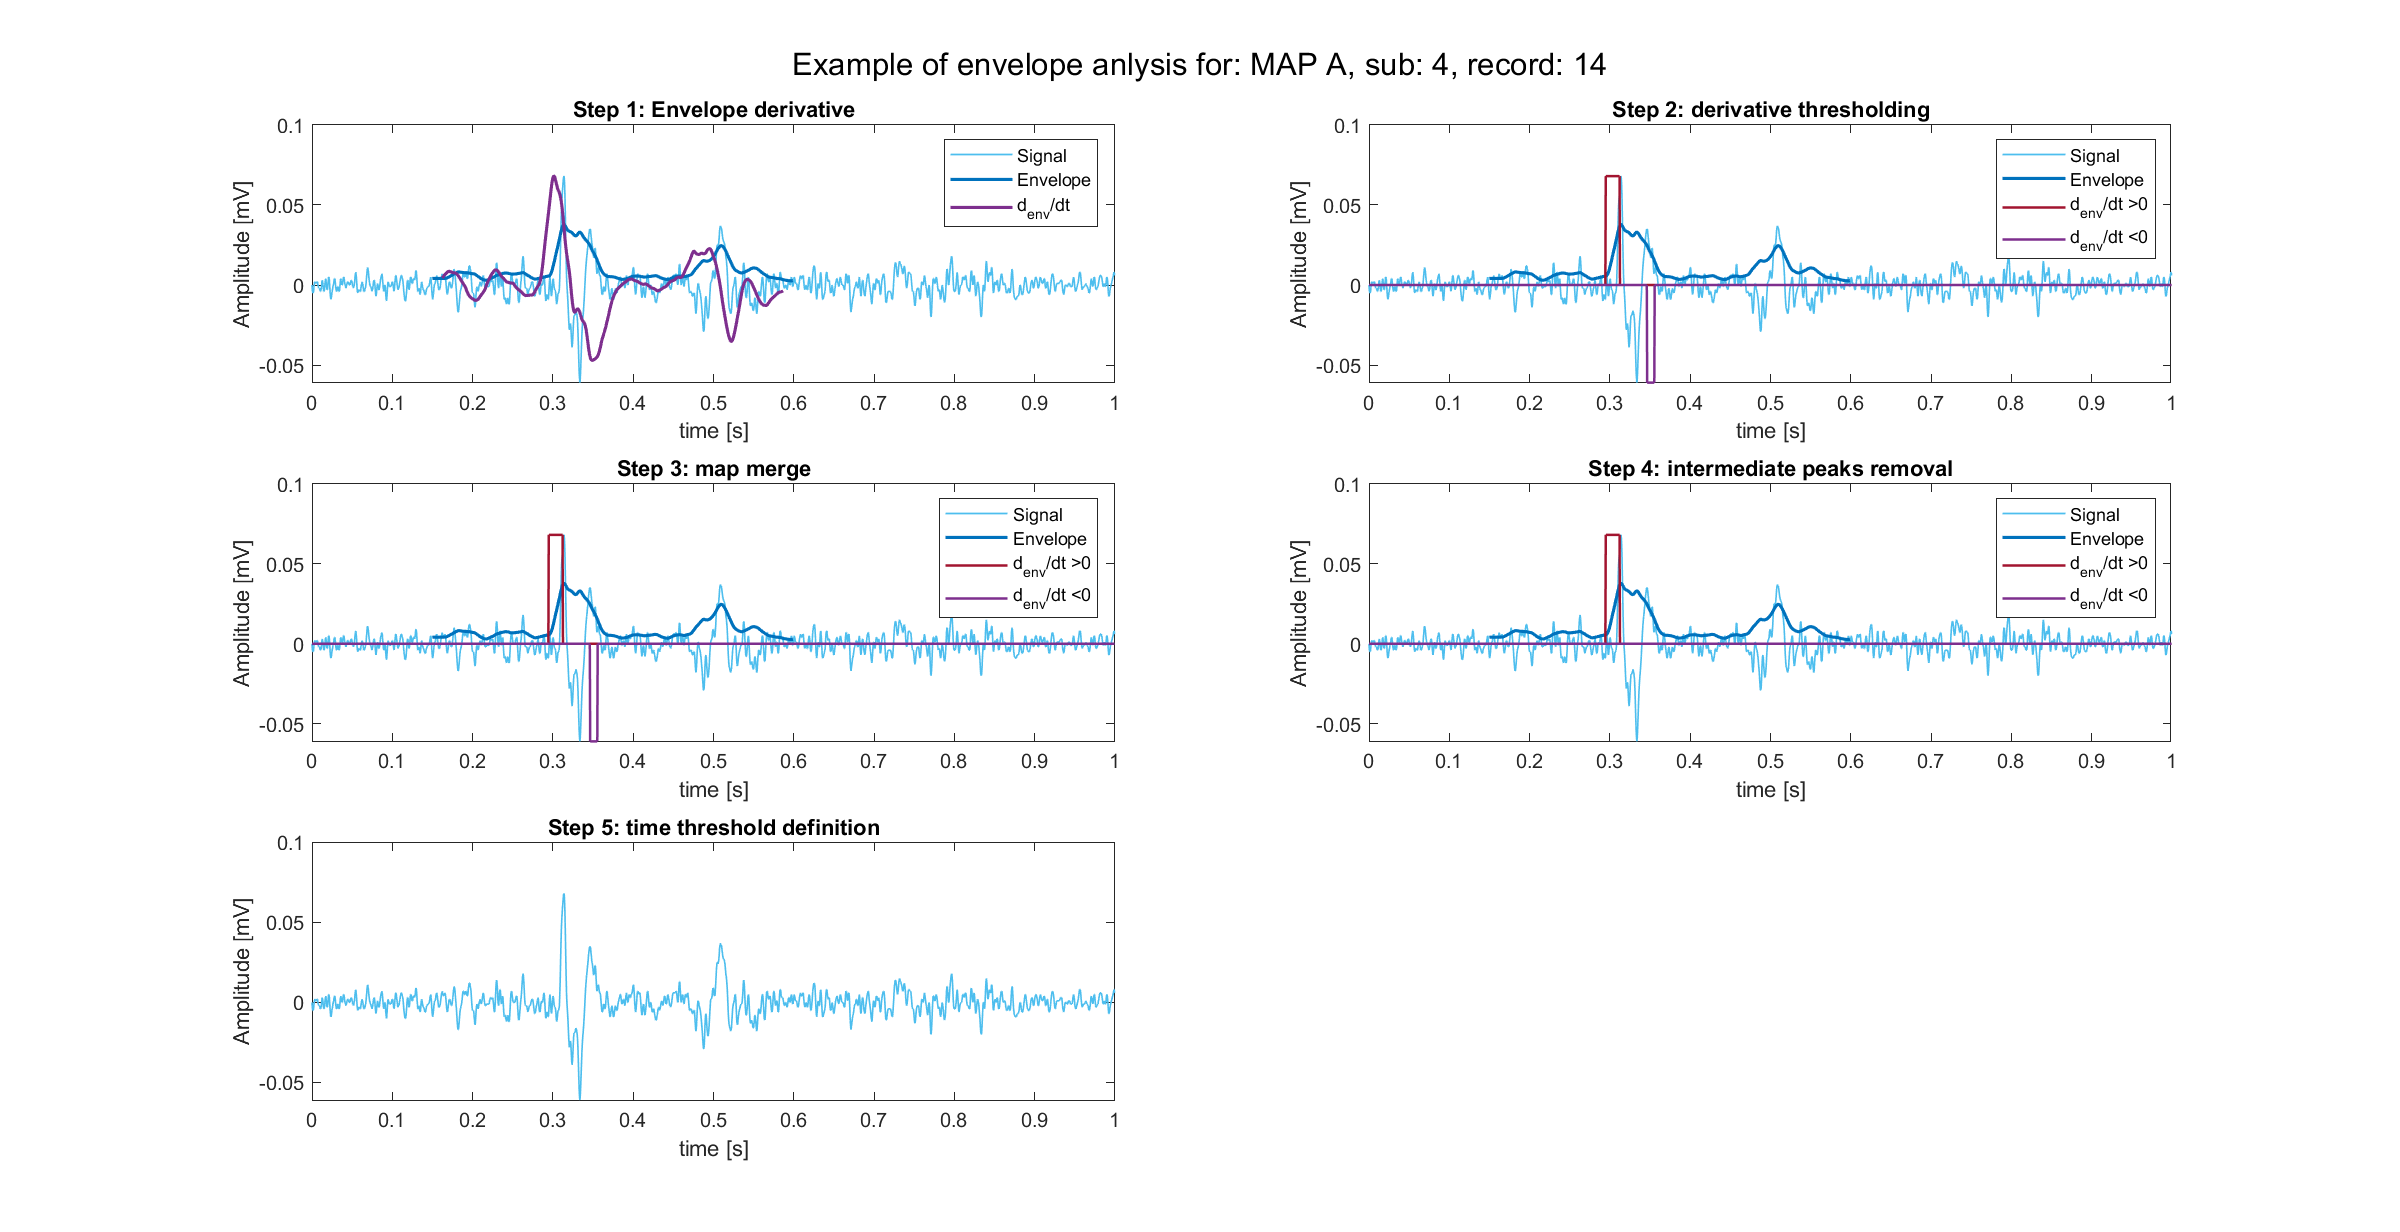 Example of envelope anlysis for: MAP A, sub: 4, record: 14
Step 1: Envelope derivative
0.1
0.05
0
-0.05
Amplitude [mV]
0 0.1 0.2 0.3 0.4 0.5 0.6 0.7 0.8 0.9 1
time [s]
Signal
Envelope
d_env/dt
Step 2: derivative thresholding
0.1
0.05
0
-0.05
Amplitude [mV]
0 0.1 0.2 0.3 0.4 0.5 0.6 0.7 0.8 0.9 1
time [s]
Signal
Envelope
d_env/dt >0
d_env/dt <0
Step 3: map merge
0.1
0.05
0
-0.05
Amplitude [mV]
0 0.1 0.2 0.3 0.4 0.5 0.6 0.7 0.8 0.9 1
time [s]
Signal
Envelope
d_env/dt >0
d_env/dt <0
Step 4: intermediate peaks removal
0.1
0.05
0
-0.05
Amplitude [mV]
0 0.1 0.2 0.3 0.4 0.5 0.6 0.7 0.8 0.9 1
time [s]
Signal
Envelope
d_env/dt >0
d_env/dt <0
Step 5: time threshold definition
0.1
0.05
0
-0.05
Amplitude [mV]
0 0.1 0.2 0.3 0.4 0.5 0.6 0.7 0.8 0.9 1
time [s]